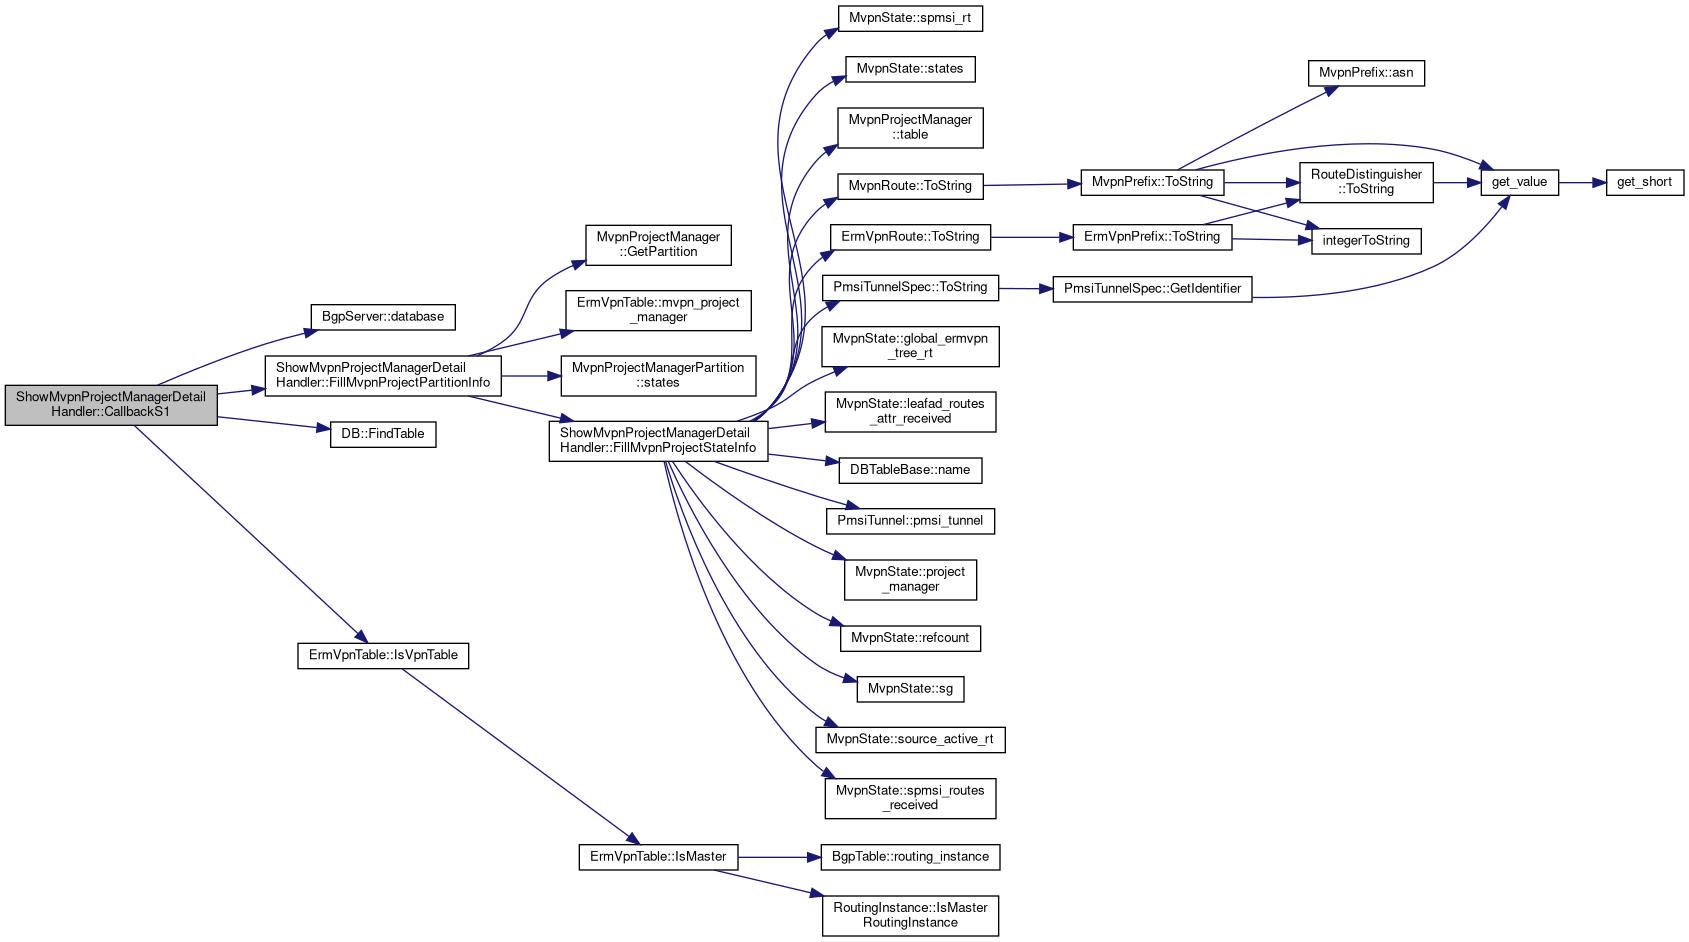 ShowMvpnProjectManagerDetail
Handler::CallbackS1
BgpServer::database
ShowMvpnProjectManagerDetail
Handler::FillMvpnProjectPartitionInfo
DB::FindTable
ErmVpnTable::IsVpnTable
MvpnProjectManager
::GetPartition
ErmVpnTable::mvpn_project
_manager
MvpnProjectManagerPartition
::states
ShowMvpnProjectManagerDetail
Handler::FillMvpnProjectStateInfo
ErmVpnTable::IsMaster
MvpnState::spmsi_rt
MvpnState::states
MvpnProjectManager
::table
MvpnRoute::ToString
ErmVpnRoute::ToString
PmsiTunnelSpec::ToString
MvpnState::global_ermvpn
_tree_rt
MvpnState::leafad_routes
_attr_received
DBTableBase::name
PmsiTunnel::pmsi_tunnel
MvpnState::project
_manager
MvpnState::refcount
MvpnState::sg
MvpnState::source_active_rt
MvpnState::spmsi_routes
_received
BgpTable::routing_instance
RoutingInstance::IsMaster
RoutingInstance
MvpnPrefix::ToString
ErmVpnPrefix::ToString
PmsiTunnelSpec::GetIdentifier
MvpnPrefix::asn
RouteDistinguisher
::ToString
integerToString
get_value
get_short